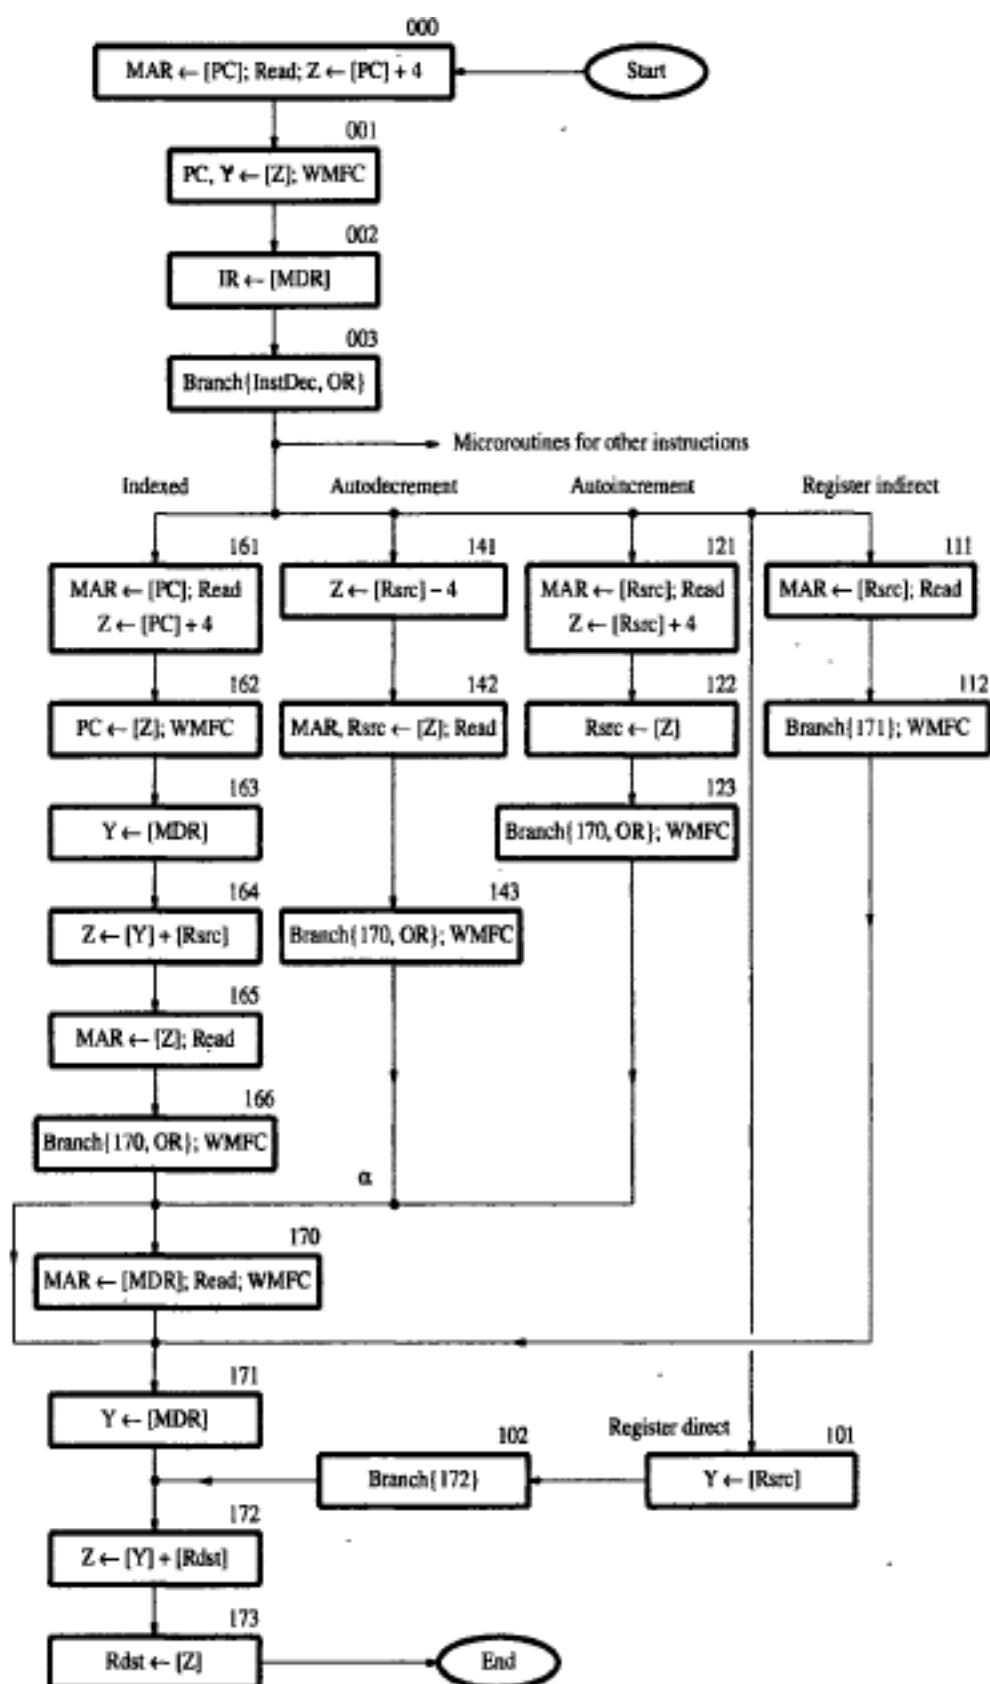 000
MAR ← [PC]; Read; Z ← [PC] + 4
Start
001
PC, Y ← [Z]; WMFC
002
IR ← [MDR]
003
Branch{InstDec, OR}
Microroutines for other instructions
Indexed
Autodecrement
Autoincrement
Register indirect
161
MAR ← [PC]; Read
Z ← [PC] + 4
141
Z ← [Rsrc] – 4
121
MAR ← [Rsrc]; Read
Z ← [Rsrc] + 4
111
MAR ← [Rsrc]; Read
162
PC ← [Z]; WMFC
142
MAR, Rsrc ← [Z]; Read
122
Rsrc ← [Z]
112
Branch{171}; WMFC
163
Y ← [MDR]
123
Branch{170, OR}; WMFC
164
Z ← [Y] + [Rsrc]
143
Branch{170, OR}; WMFC
165
MAR ← [Z]; Read
166
Branch{170, OR}; WMFC
α
170
MAR ← [MDR]; Read; WMFC
171
Y ← [MDR]
Register direct
102
Branch{172}
101
Y ← [Rsrc]
172
Z ← [Y] + [Rdst]
173
Rdst ← [Z]
End